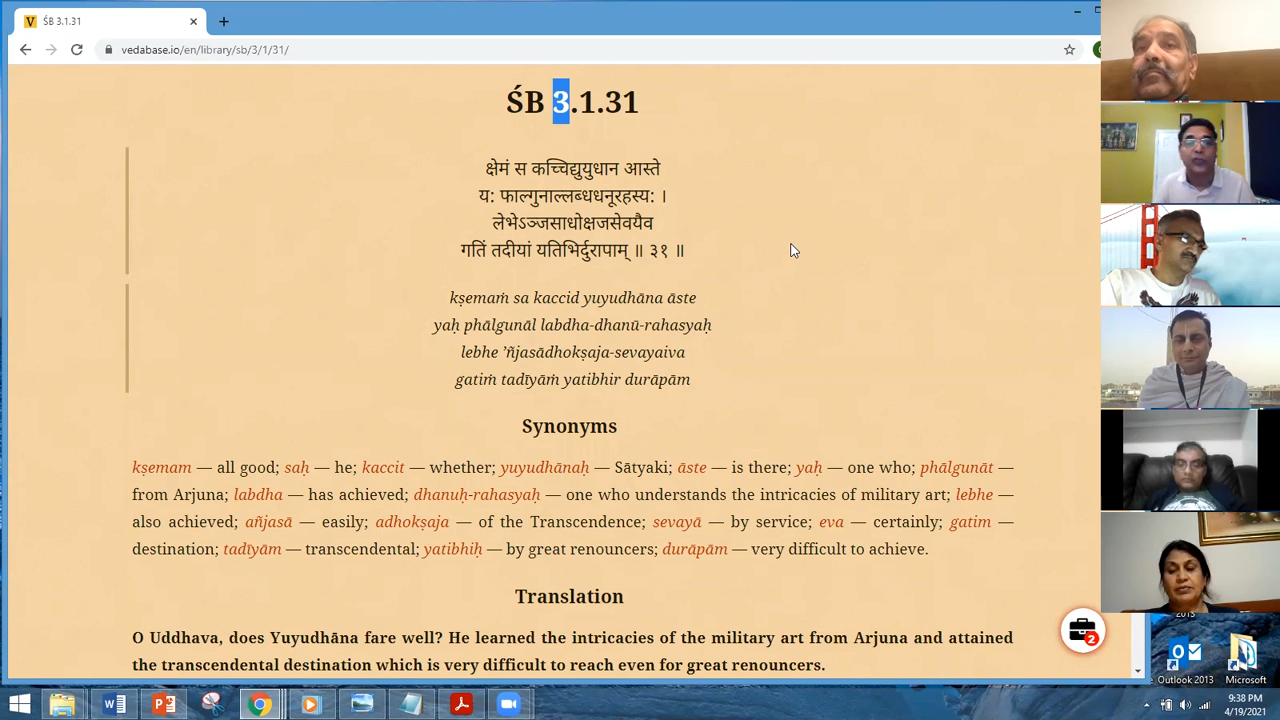 ŚB 3.1.31
vedabase.io/en/library/sb/3/1/31/
ŚB 3.1.31
क्षेमं स कच्चिद्युयुधान आस्ते
य: फाल्गुनाल्लब्धधनूरहस्य: ।
लेभेऽञ्जसाधोक्षजसेवयैव
गतिं तदीयां यतिभिर्दुरापाम् ॥ ३१ ॥
kṣemaṁ sa kaccid yuyudhāna āste
yaḥ phālgunāl labdha-dhanū-rahasyaḥ
lebhe ’ñjasādhokṣaja-sevayaiva
gatiṁ tadīyāṁ yatibhir durāpām
Synonyms
kṣemam — all good; saḥ — he; kaccit — whether; yuyudhānaḥ — Sātyaki; āste — is there; yaḥ — one who; phālgunāt —
from Arjuna; labdha — has achieved; dhanuḥ-rahasyaḥ — one who understands the intricacies of military art; lebhe —
also achieved; añjasā — easily; adhokṣaja — of the Transcendence; sevayā — by service; eva — certainly; gatim —
destination; tadīyām — transcendental; yatibhiḥ — by great renouncers; durāpām — very difficult to achieve.
Translation
O Uddhava, does Yuyudhāna fare well? He learned the intricacies of the military art from Arjuna and attained
the transcendental destination which is very difficult to reach even for great renouncers.
2
2013
Outlook 2013
Microsoft
9:38 PM
4/19/2021